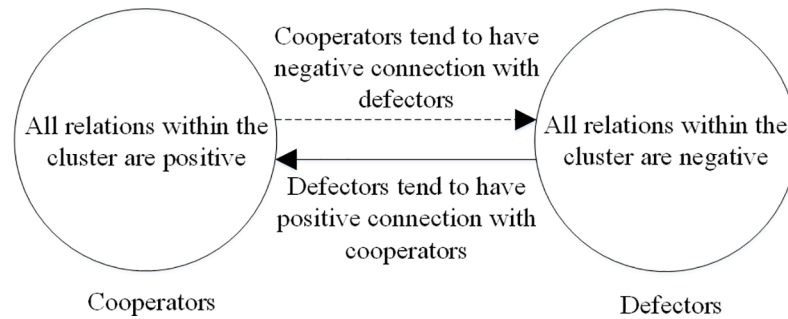 Cooperators tend to have
negative connection with
defectors
All relations within the
cluster are positive
All relations within the
cluster are negative
Defectors tend to have
positive connection with
cooperators
Cooperators
Defectors